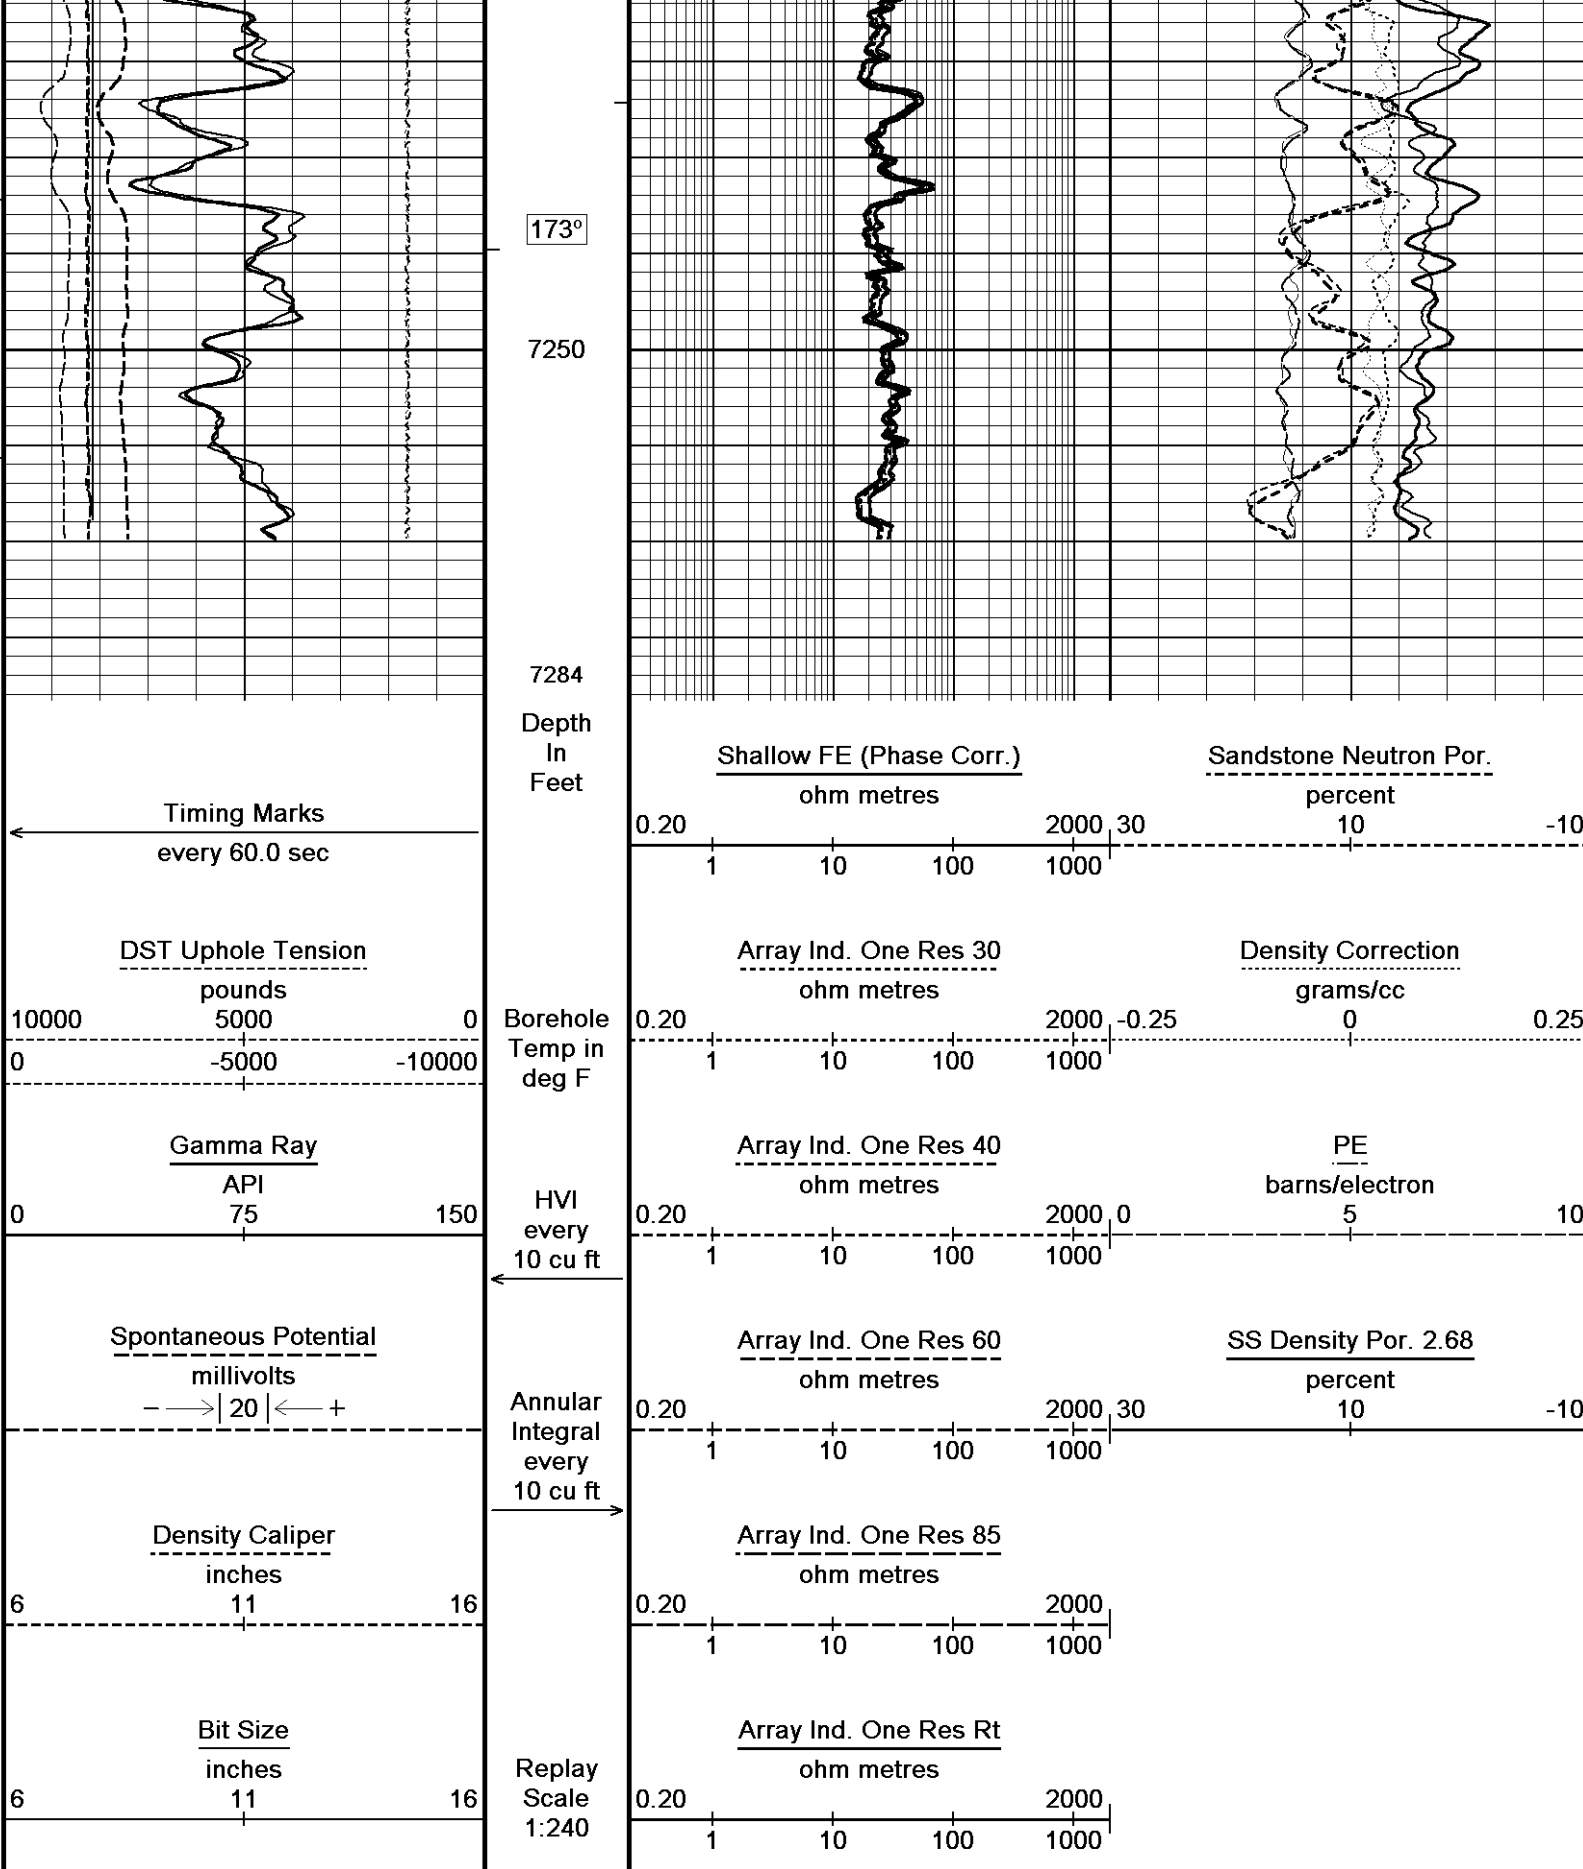 173º
7250
7284
Depth
In
Feet
Timing Marks
every 60.0 sec
DST Uphole Tension
pounds
10000 5000 0
0 -5000 -10000
Gamma Ray
API
0 75 150
Spontaneous Potential
millivolts
− 20 +
Density Caliper
inches
6 11 16
Bit Size
inches
6 11 16
Borehole
Temp in
deg F
HVI
every
10 cu ft
Annular
Integral
every
10 cu ft
Replay
Scale
1:240
Shallow FE (Phase Corr.)
ohm metres
0.20 2000
1 10 100 1000
Array Ind. One Res 30
ohm metres
0.20 2000
1 10 100 1000
Array Ind. One Res 40
ohm metres
0.20 2000
1 10 100 1000
Array Ind. One Res 60
ohm metres
0.20 2000
1 10 100 1000
Array Ind. One Res 85
ohm metres
0.20 2000
1 10 100 1000
Array Ind. One Res Rt
ohm metres
0.20 2000
1 10 100 1000
Sandstone Neutron Por.
percent
30 10 -10
Density Correction
grams/cc
-0.25 0 0.25
PE
barns/electron
0 5 10
SS Density Por. 2.68
percent
30 10 -10